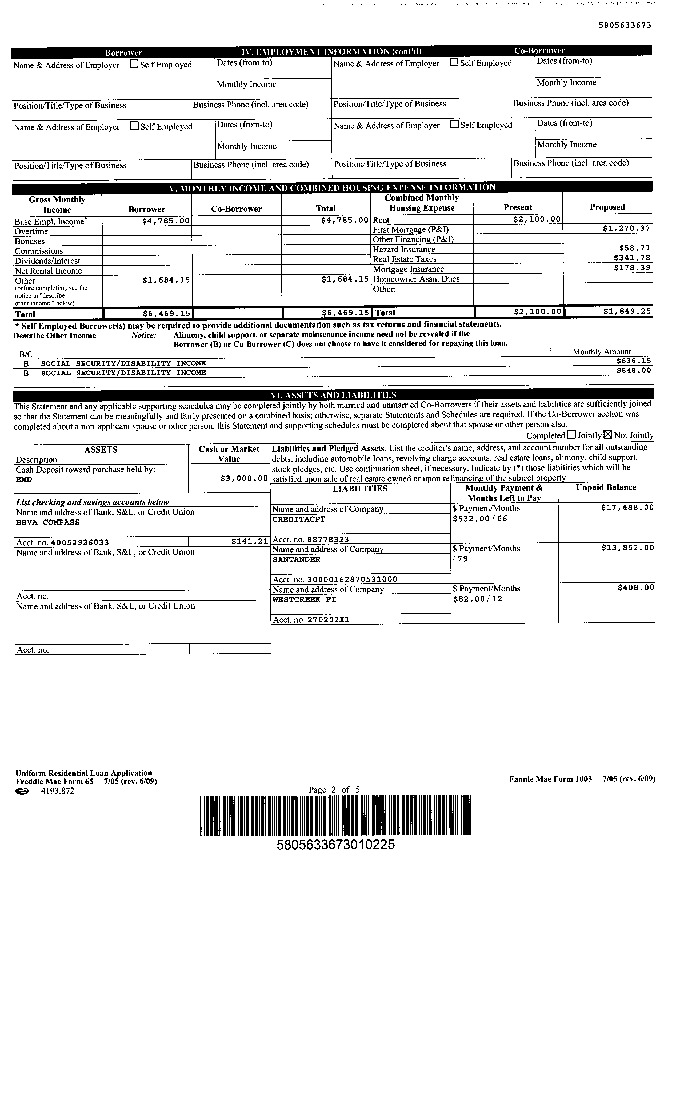 5805633673
Borrower IV. EMPLOYMENT INFORMATION (cont'd) Co-Borrower
Name & Address of Employer Self Employed Dates (from-to) Name & Address of Employer Self Employed Dates (from-to)
Monthly Income Monthly Income
Position/Title/Type of Business Business Phone (incl. area code) Position/Title/Type of Business Business Phone (incl. area code)
Name & Address of Employer Self Employed Dates (from-to) Name & Address of Employer Self Employed Dates (from-to)
Monthly Income Monthly Income
Position/Title/Type of Business Business Phone (incl. area code) Position/Title/Type of Business Business Phone (incl. area code)
V. MONTHLY INCOME AND COMBINED HOUSING EXPENSE INFORMATION
Gross Monthly Income Borrower Co-Borrower Total Combined Monthly Housing Expense Present Proposed
Base Empl. Income* $4,785.00 $4,785.00 Rent $2,100.00
Overtime First Mortgage (P&I) $1,270.37
Bonuses Other Financing (P&I)
Commissions Hazard Insurance $58.71
Dividends/Interest Real Estate Taxes $341.78
Net Rental Income Mortgage Insurance $178.39
Other $1,684.15 $1,684.15 Homeowner Assn. Dues
Other:
Total $6,469.15 $6,469.15 Total $2,100.00 $1,849.25
* Self Employed Borrower(s) may be required to provide additional documentation such as tax returns and financial statements.
Describe Other Income Notice: Alimony, child support, or separate maintenance income need not be revealed if the
Borrower (B) or Co Borrower (C) does not choose to have it considered for repaying this loan.
B/C Monthly Amount
B SOCIAL SECURITY/DISABILITY INCOME $636.15
B SOCIAL SECURITY/DISABILITY INCOME
VI. ASSETS AND LIABILITIES
This Statement and any applicable supporting schedules may be completed jointly by both married and unmarried Co-Borrowers if their assets and liabilities are sufficiently joined
so that the Statement can be meaningfully and fairly presented on a combined basis; otherwise, separate Statements and Schedules are required. If the Co-Borrower section was
completed about a non applicant spouse or other person, this Statement and supporting schedules must be completed about that spouse or other person also.
Completed Jointly Not Jointly
ASSETS Cash or Market Value
Description
Cash Deposit toward purchase held by:
EMD $3,000.00
Liabilities and Pledged Assets. List the creditor's name, address, and account number for all outstanding
debts, including automobile loans, revolving charge accounts, real estate loans, alimony, child support,
stock pledges, etc. Use continuation sheet, if necessary. Indicate by (*) those liabilities which will be
satisfied upon sale of real estate owned or upon refinancing of the subject property
LIABILITIES Monthly Payment & Months Left to Pay Unpaid Balance
List checking and savings accounts below
Name and address of Bank, S&L, or Credit Union
BBVA COMPASS
Acct. no. $141.21
Name and address of Bank, S&L, or Credit Union
Acct. no.
Name and address of Bank, S&L, or Credit Union
Acct. no.
Name and address of Company $ Payment/Months $17,488.00
CREDITACPT $532.00/66
Acct. no. 88778323
Name and address of Company $ Payment/Months $13,852.00
SANTANDER /79
Acct. no. 30000162870531000
Name and address of Company $ Payment/Months $408.00
WESTCREEK FI $82.00/12
Acct. no.
Uniform Residential Loan Application
Freddie Mac Form 65 7/05 (rev. 6/09) Fannie Mae Form 1003 7/05 (rev. 6/09)
4193.872 Page 2 of 5
5805633673010225